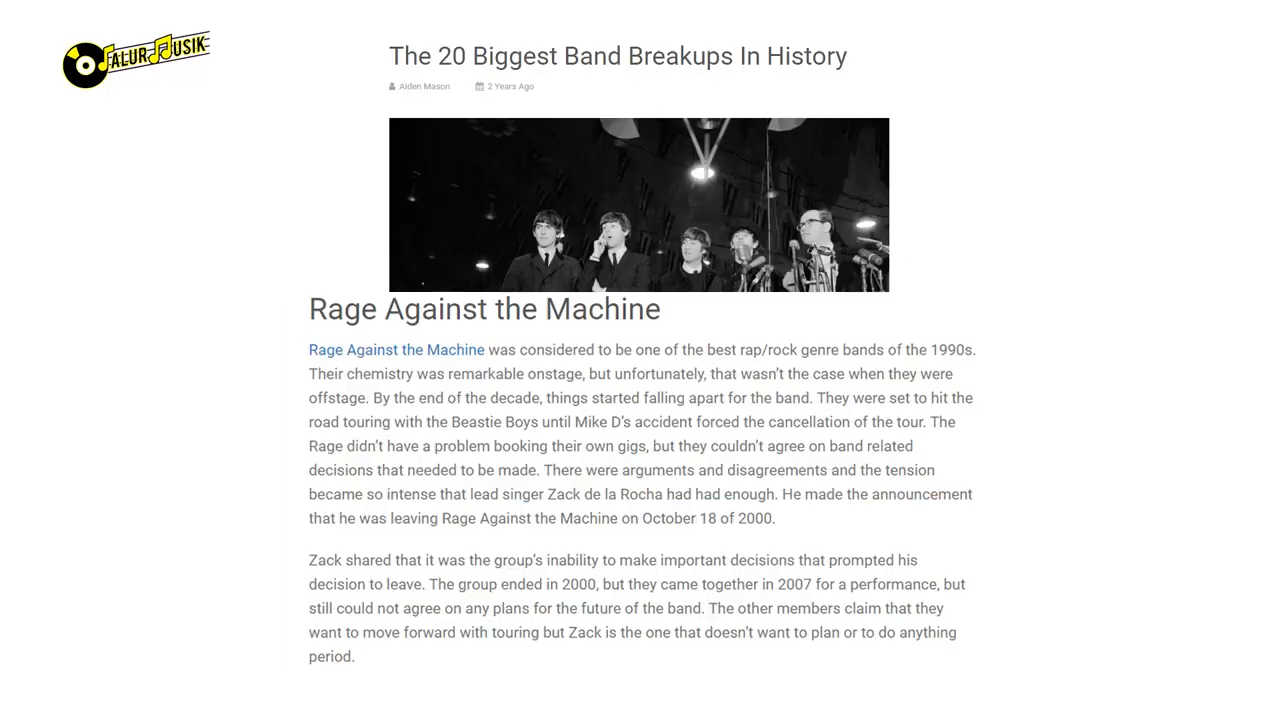 JALUR MUSIK
The 20 Biggest Band Breakups In History
Aiden Mason 2 Years Ago
Rage Against the Machine
Rage Against the Machine was considered to be one of the best rap/rock genre bands of the 1990s.
Their chemistry was remarkable onstage, but unfortunately, that wasn’t the case when they were
offstage. By the end of the decade, things started falling apart for the band. They were set to hit the
road touring with the Beastie Boys until Mike D’s accident forced the cancellation of the tour. The
Rage didn’t have a problem booking their own gigs, but they couldn’t agree on band related
decisions that needed to be made. There were arguments and disagreements and the tension
became so intense that lead singer Zack de la Rocha had had enough. He made the announcement
that he was leaving Rage Against the Machine on October 18 of 2000.
Zack shared that it was the group’s inability to make important decisions that prompted his
decision to leave. The group ended in 2000, but they came together in 2007 for a performance, but
still could not agree on any plans for the future of the band. The other members claim that they
want to move forward with touring but Zack is the one that doesn’t want to plan or to do anything
period.